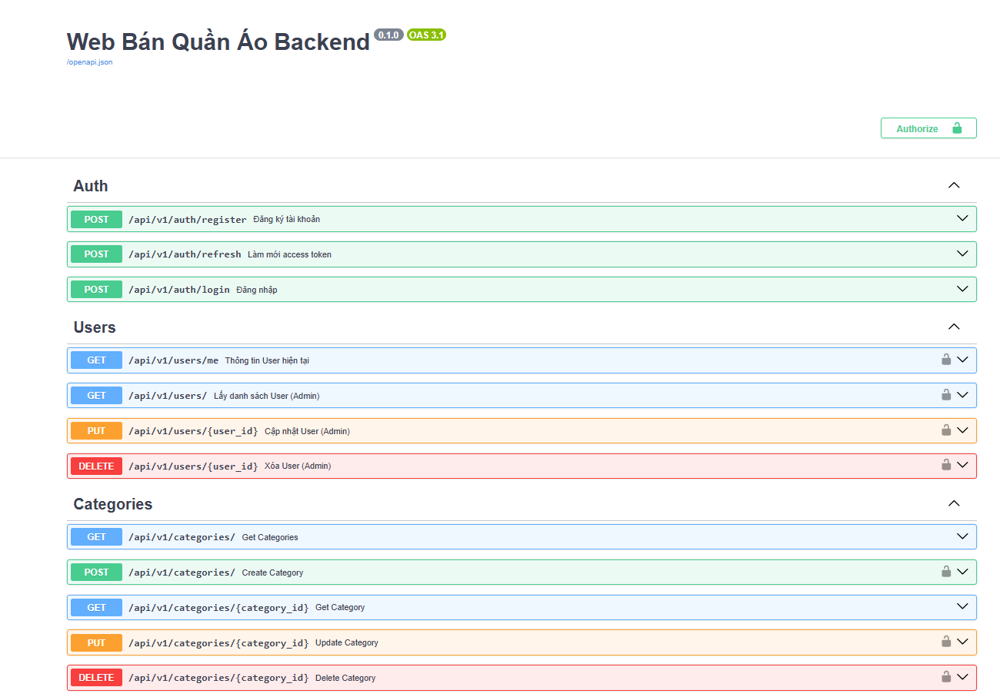 Web Bán Quần Áo Backend 0.1.0 OAS 3.1
/openapi.json
Authorize
Auth
POST /api/v1/auth/register Đăng ký tài khoản
POST /api/v1/auth/refresh Làm mới access token
POST /api/v1/auth/login Đăng nhập
Users
GET /api/v1/users/me Thông tin User hiện tại
GET /api/v1/users/ Lấy danh sách User (Admin)
PUT /api/v1/users/{user_id} Cập nhật User (Admin)
DELETE /api/v1/users/{user_id} Xóa User (Admin)
Categories
GET /api/v1/categories/ Get Categories
POST /api/v1/categories/ Create Category
GET /api/v1/categories/{category_id} Get Category
PUT /api/v1/categories/{category_id} Update Category
DELETE /api/v1/categories/{category_id} Delete Category